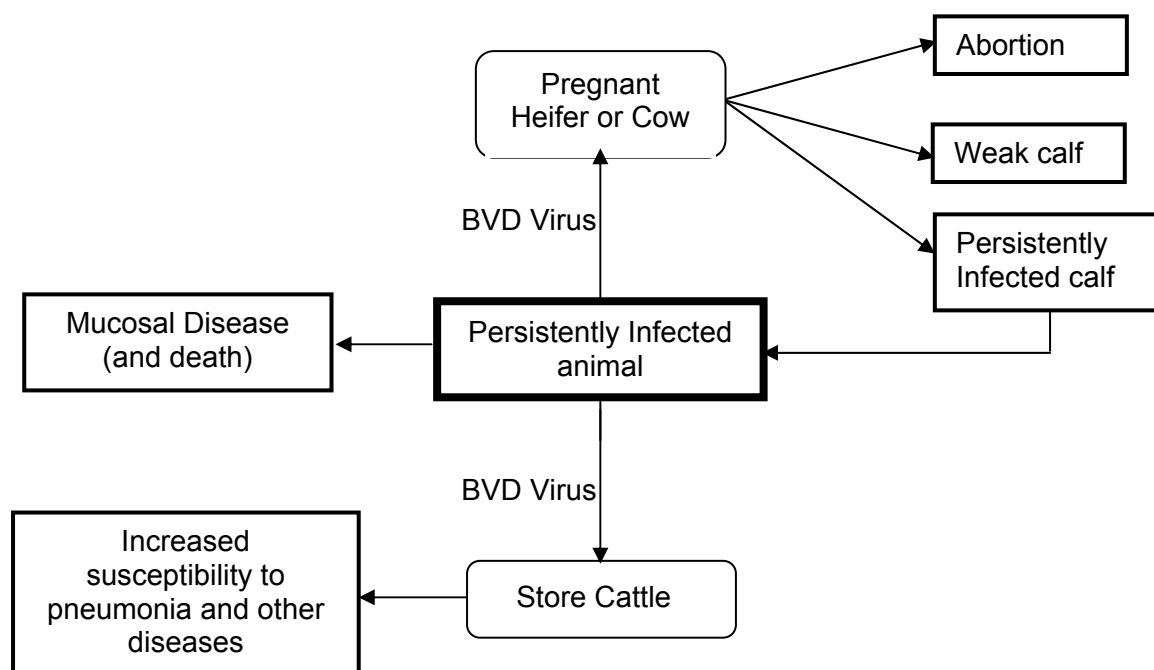 Pregnant
Heifer or Cow
Abortion
Weak calf
Persistently
Infected calf
BVD Virus
Mucosal Disease
(and death)
Persistently Infected
animal
BVD Virus
Increased
susceptibility to
pneumonia and other
diseases
Store Cattle